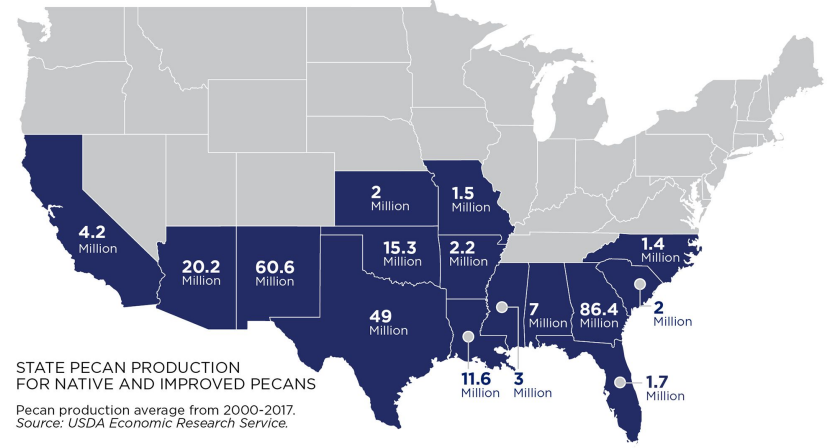 2
Million
1.5
Million
4.2
Million
1.4
Million
15.3
Million
2.2
Million
20.2
Million
60.6
Million
49
Million
7
Million
86.4
Million
2
Million
11.6
Million
3
Million
1.7
Million
STATE PECAN PRODUCTION
FOR NATIVE AND IMPROVED PECANS
Pecan production average from 2000-2017.
Source: USDA Economic Research Service.